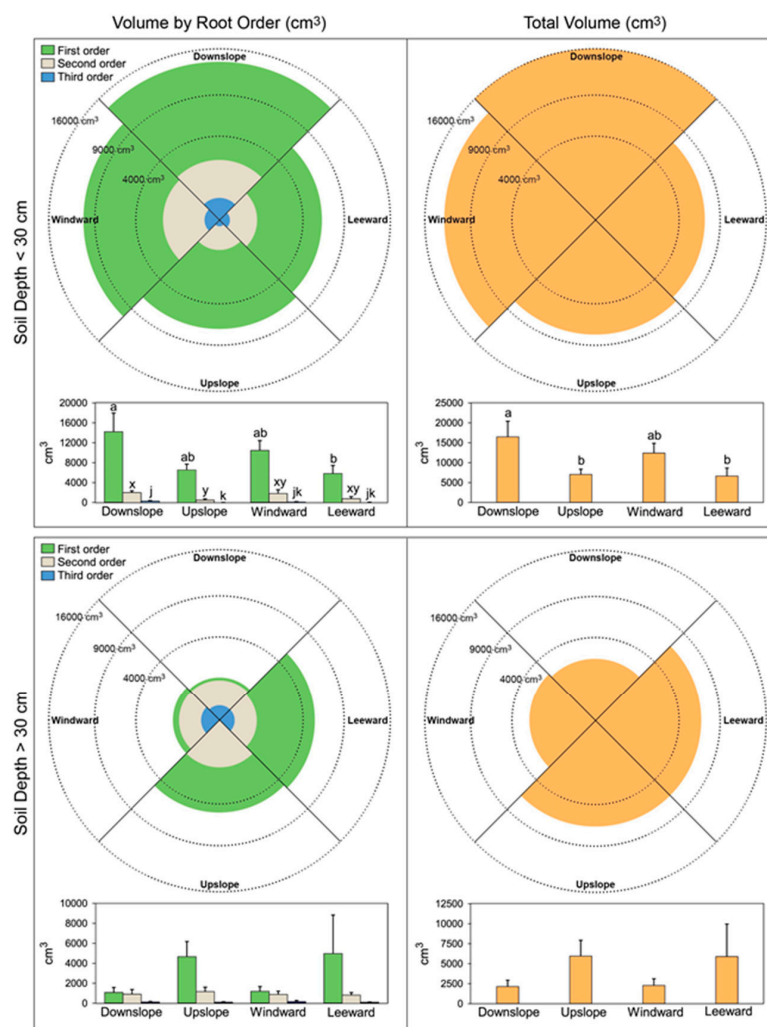 Volume by Root Order (cm³)
Total Volume (cm³)
Soil Depth < 30 cm
First order
Second order
Third order
Downslope
16000 cm³
9000 cm³
4000 cm³
Windward
Leeward
Upslope
Downslope
16000 cm³
9000 cm³
4000 cm³
Windward
Leeward
Upslope
cm³
20000
16000
12000
8000
4000
0
a
x
j
ab
y
k
ab
xy
jk
b
xy
jk
Downslope Upslope Windward Leeward
cm³
25000
20000
15000
10000
5000
0
a
b
ab
b
Downslope Upslope Windward Leeward
Soil Depth > 30 cm
First order
Second order
Third order
Downslope
16000 cm³
9000 cm³
4000 cm³
Windward
Leeward
Upslope
Downslope
16000 cm³
9000 cm³
4000 cm³
Windward
Leeward
Upslope
cm³
10000
8000
6000
4000
2000
0
Downslope Upslope Windward Leeward
cm³
12500
10000
7500
5000
2500
0
Downslope Upslope Windward Leeward